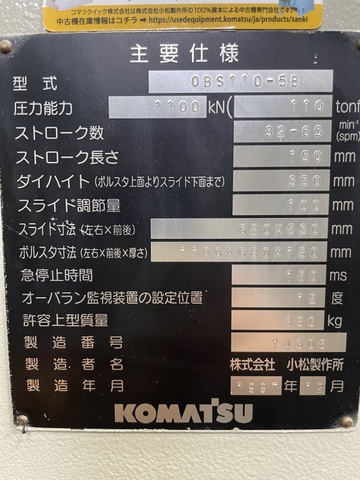 コマツクイック株式会社は株式会社小松製作所の100%資本による中古機専門会社です
中古機在庫情報はコチラ ➡ https://usedequipment.komatsu/ja/products/sanki
主要仕様
型式 OBS110-5B
圧力能力 1100 kN( 110 tonf
ストローク数 32-65 min⁻¹ (spm)
ストローク長さ 150 mm
ダイハイト (ボルスタ上面よりスライド下面まで) 350 mm
スライド調節量 100 mm
スライド寸法 (左右×前後) mm
ボルスタ寸法 (左右×前後×厚さ) mm
急停止時間 ms
オーバラン監視装置の設定位置 度
許容上型質量 kg
製造番号
製造者名 株式会社 小松製作所
製造年月 年 月
KOMATSU